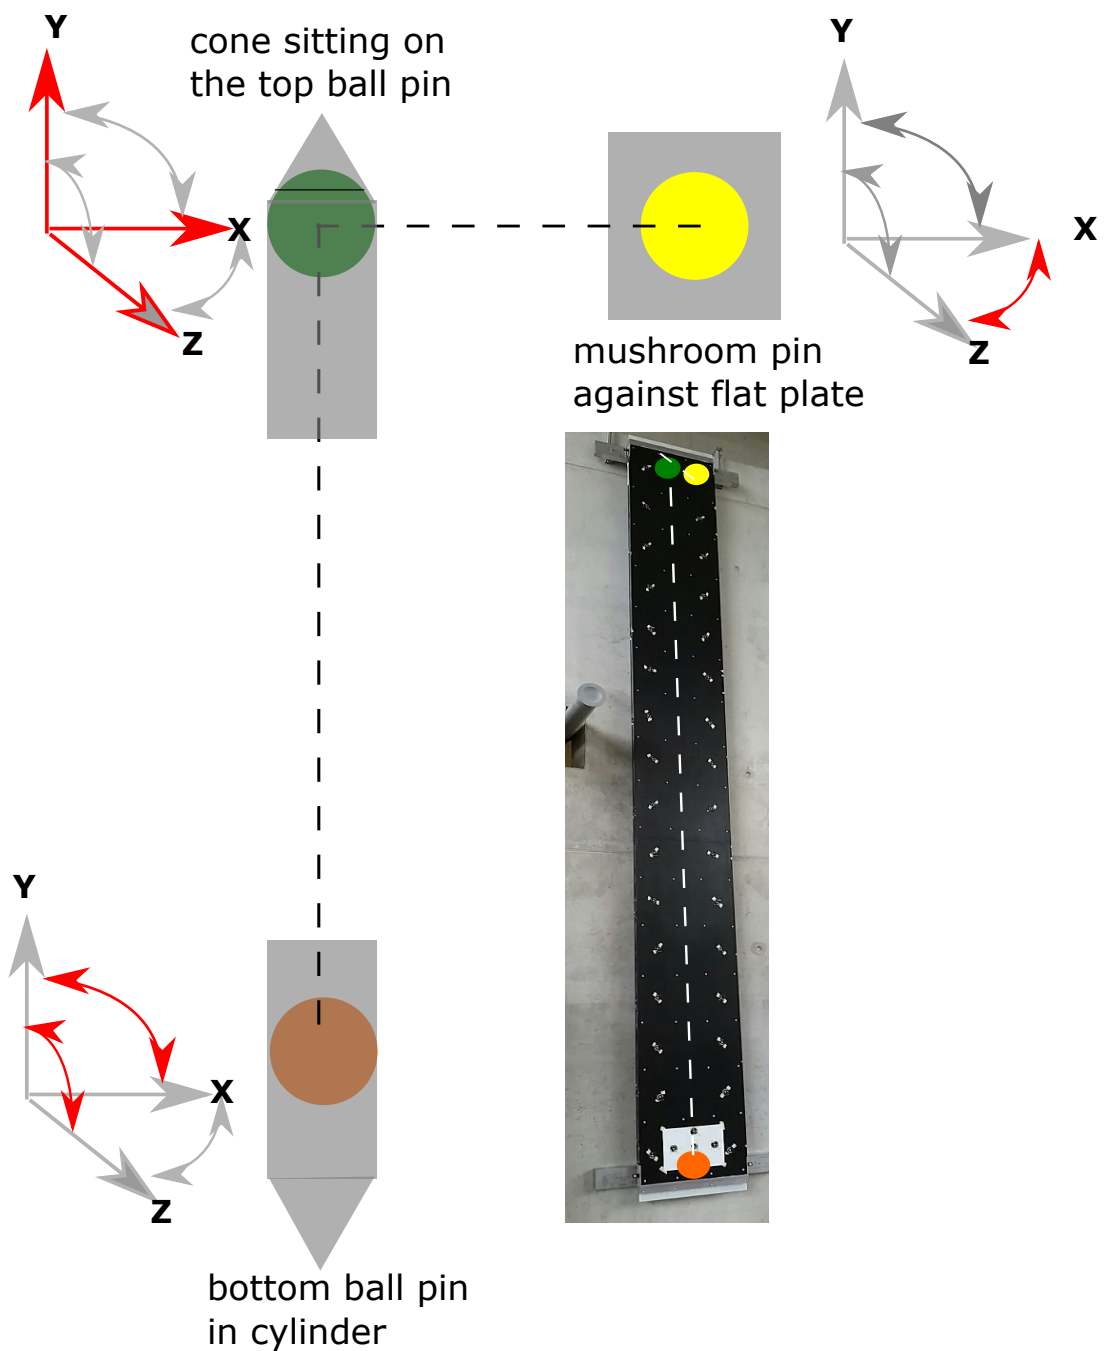 Y
cone sitting on
the top ball pin
X
Z
Y
X
Z
mushroom pin
against flat plate
Y
X
Z
bottom ball pin
in cylinder